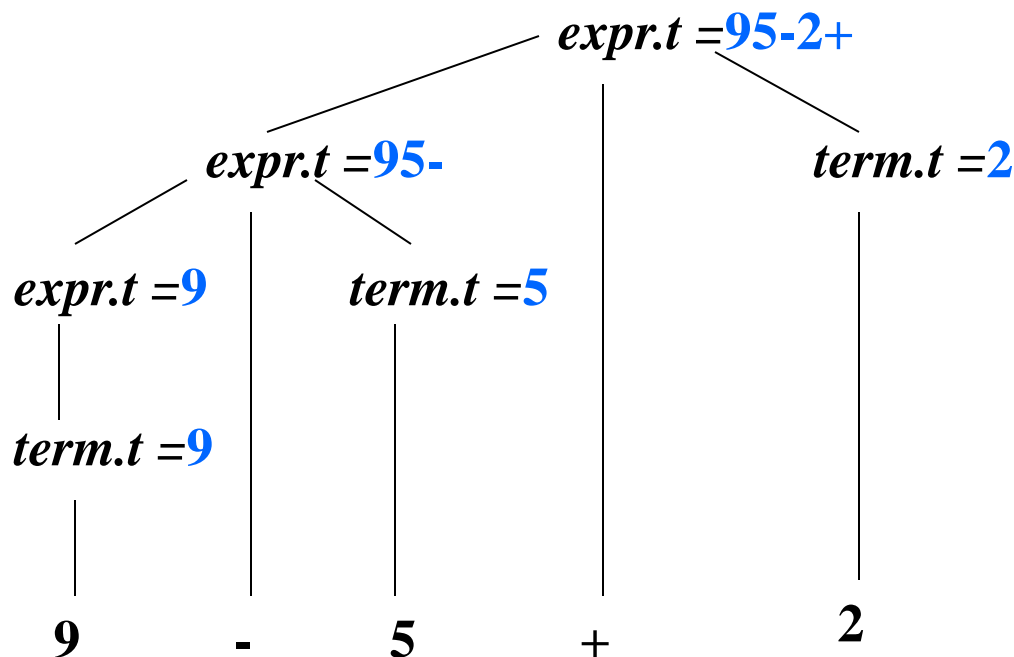 expr.t =95-2+
expr.t =95-
term.t =2
expr.t =9
term.t =5
term.t =9
9 - 5 + 2